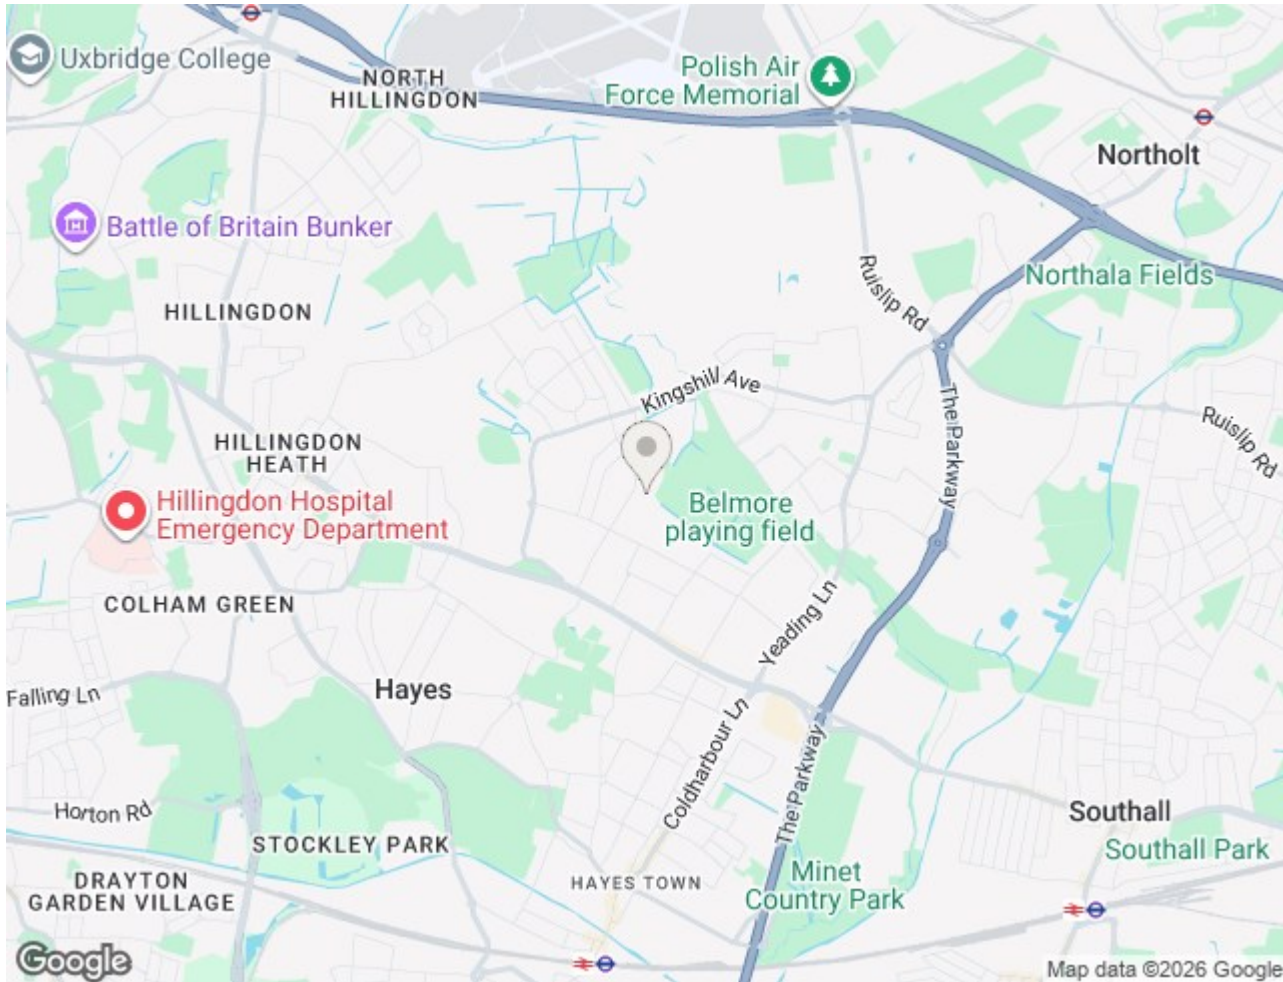 Uxbridge College
NORTH
HILLINGDON
Polish Air
Force Memorial
Northolt
Battle of Britain Bunker
Ruislip Rd
Northala Fields
HILLINGDON
Kingshill Ave
The Parkway
Ruislip Rd
HILLINGDON
HEATH
Hillingdon Hospital
Emergency Department
Belmore
playing field
COLHAM GREEN
Yeading Ln
Falling Ln
Hayes
Coldharbour Ln
The Parkway
Horton Rd
Southall
STOCKLEY PARK
Southall Park
DRAYTON
GARDEN VILLAGE
HAYES TOWN
Minet
Country Park
Google
Map data ©2026 Google